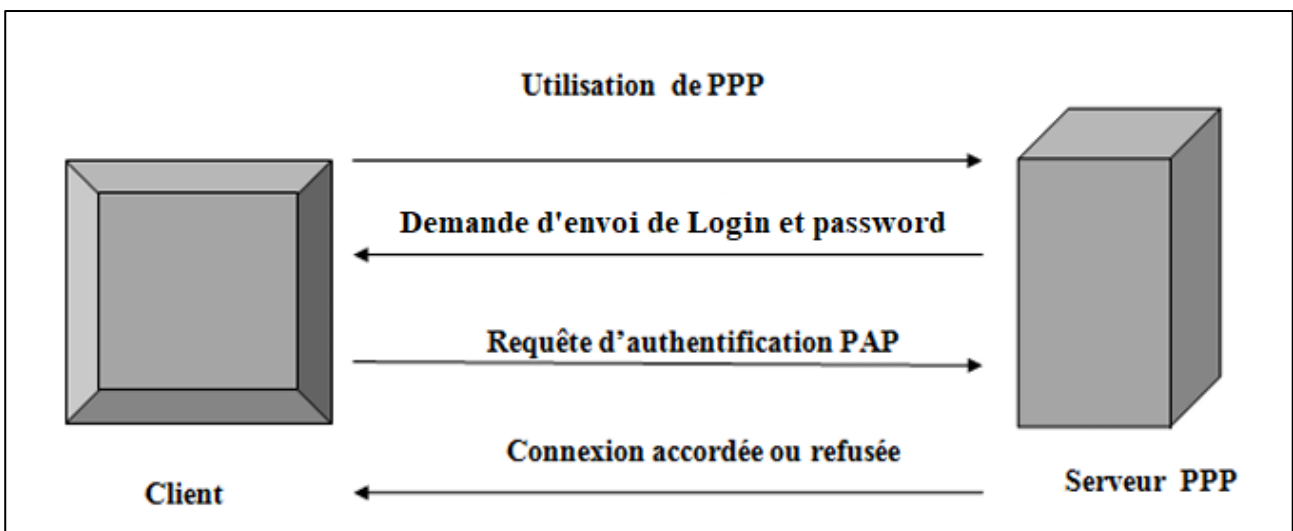 Utilisation de PPP
Demande d'envoi de Login et password
Requête d’authentification PAP
Connexion accordée ou refusée
Client
Serveur PPP